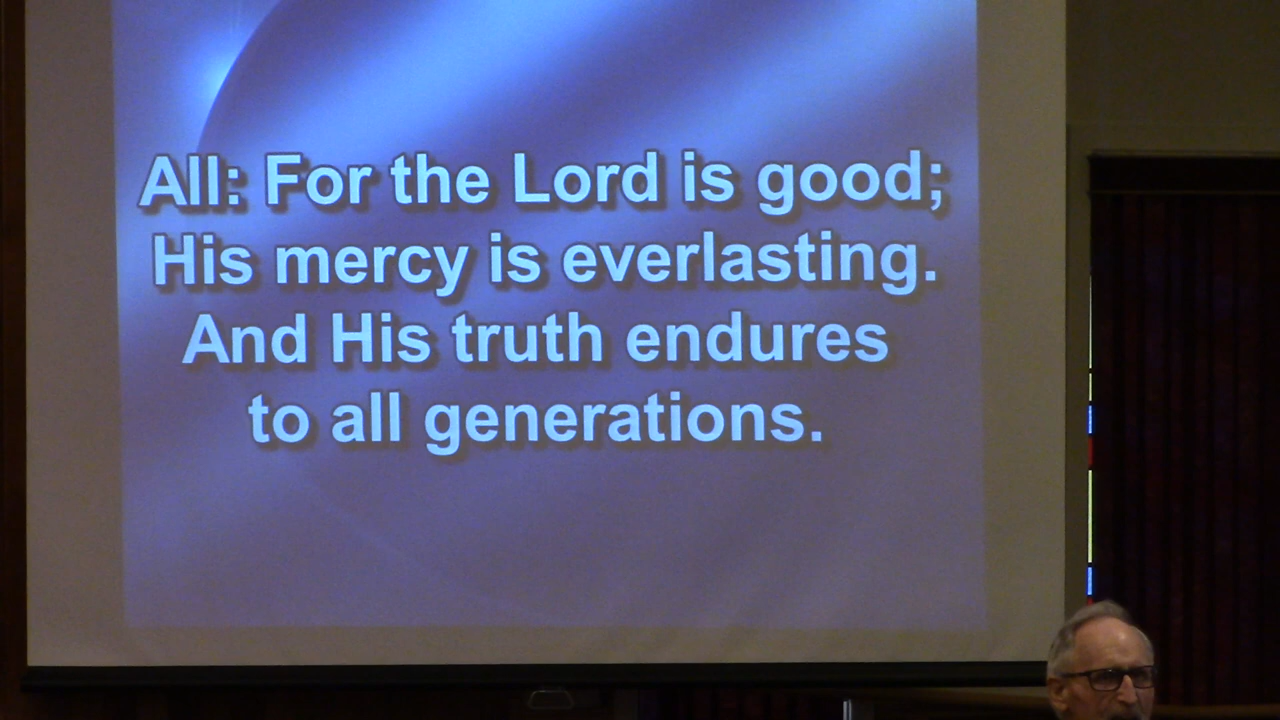 All: For the Lord is good;
His mercy is everlasting.
And His truth endures
to all generations.